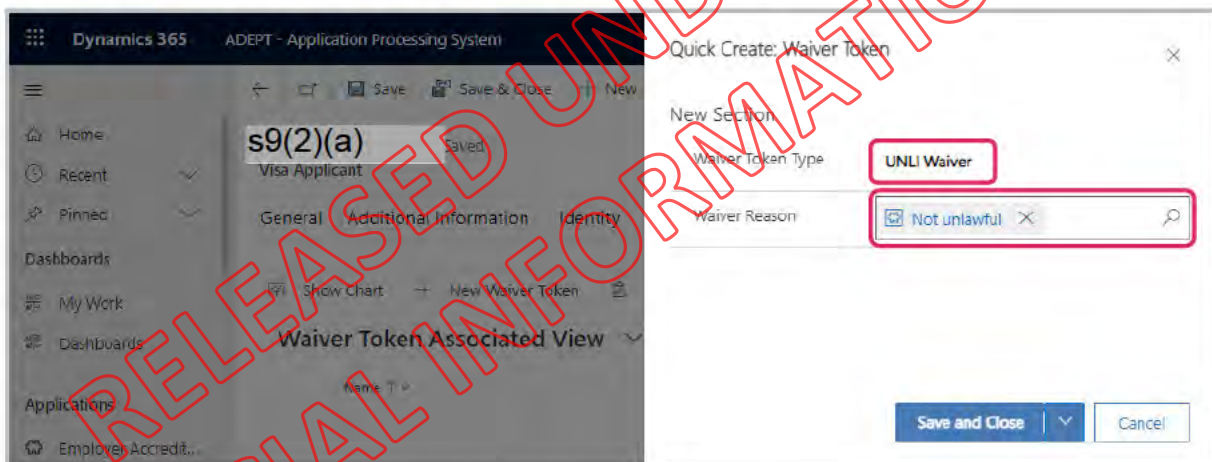 Dynamics 365
ADEPT - Application Processing System
Save
Save & Close
New
Home
Recent
Pinned
Dashboards
My Work
Dashboards
Applications
Employer Accredit...
s9(2)(a)
Saved
Visa Applicant
General
Additional Information
Identity
Show Chart
New Waiver Token
Waiver Token Associated View
Name
Quick Create: Waiver Token
New Section
Waiver Token Type
UNLI Waiver
Waiver Reason
Not unlawful
Save and Close
Cancel
RELEASED UND
IAL INFORMATIO